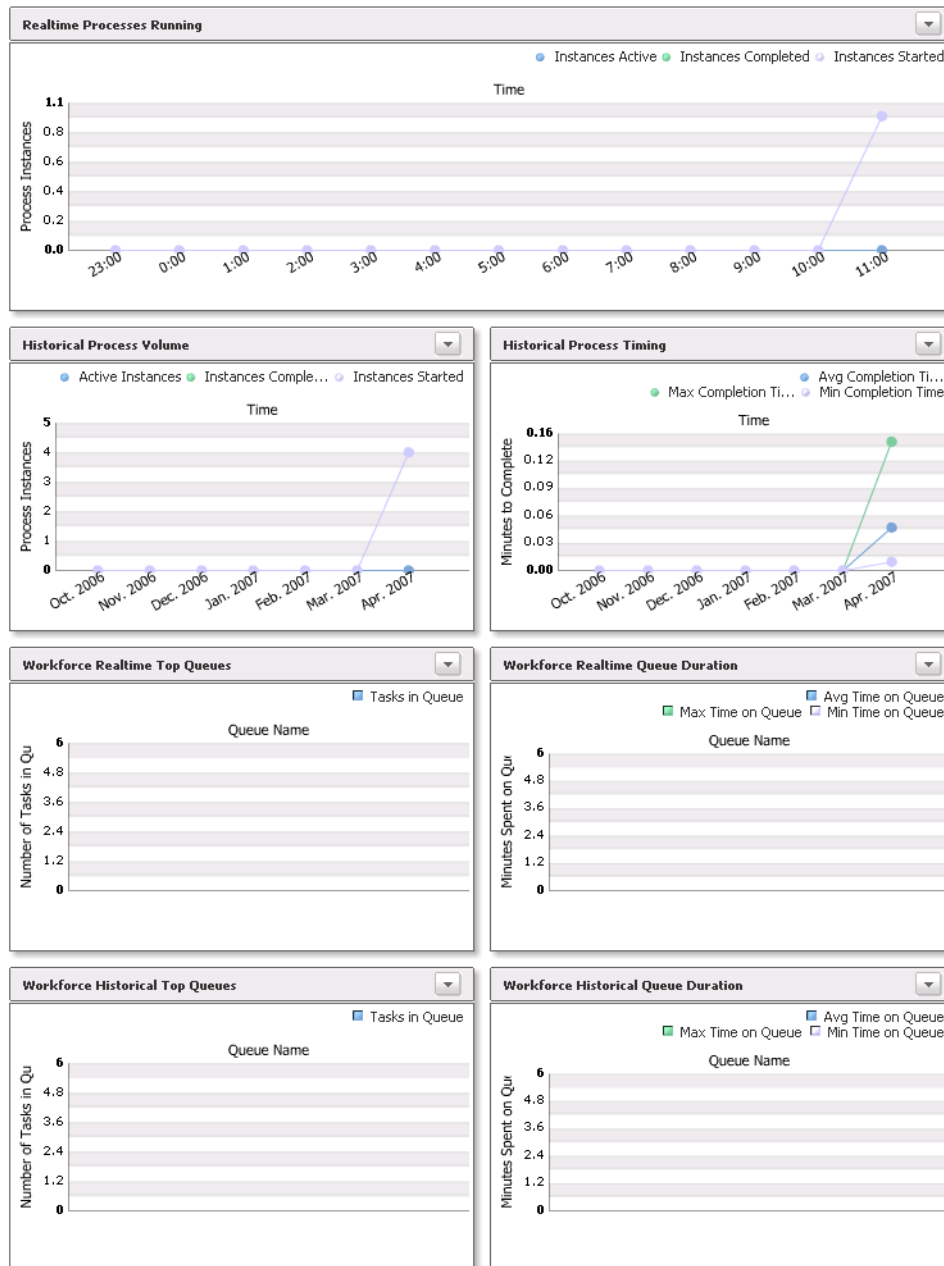 Realtime Processes Running
Instances Active Instances Completed Instances Started
Time
Process Instances
1.1
0.8
0.6
0.4
0.2
0.0
23:00 0:00 1:00 2:00 3:00 4:00 5:00 6:00 7:00 8:00 9:00 10:00 11:00
Historical Process Volume
Active Instances Instances Comple... Instances Started
Time
Process Instances
5
4
3
2
1
0
Oct. 2006 Nov. 2006 Dec. 2006 Jan. 2007 Feb. 2007 Mar. 2007 Apr. 2007
Historical Process Timing
Avg Completion Ti...
Max Completion Ti... Min Completion Time
Time
Minutes to Complete
0.16
0.12
0.09
0.06
0.03
0.00
Oct. 2006 Nov. 2006 Dec. 2006 Jan. 2007 Feb. 2007 Mar. 2007 Apr. 2007
Workforce Realtime Top Queues
Tasks in Queue
Queue Name
Number of Tasks in Qu
6
4.8
3.6
2.4
1.2
0
Workforce Realtime Queue Duration
Avg Time on Queue
Max Time on Queue Min Time on Queue
Queue Name
Minutes Spent on Que
6
4.8
3.6
2.4
1.2
0
Workforce Historical Top Queues
Tasks in Queue
Queue Name
Number of Tasks in Qu
6
4.8
3.6
2.4
1.2
0
Workforce Historical Queue Duration
Avg Time on Queue
Max Time on Queue Min Time on Queue
Queue Name
Minutes Spent on Que
6
4.8
3.6
2.4
1.2
0